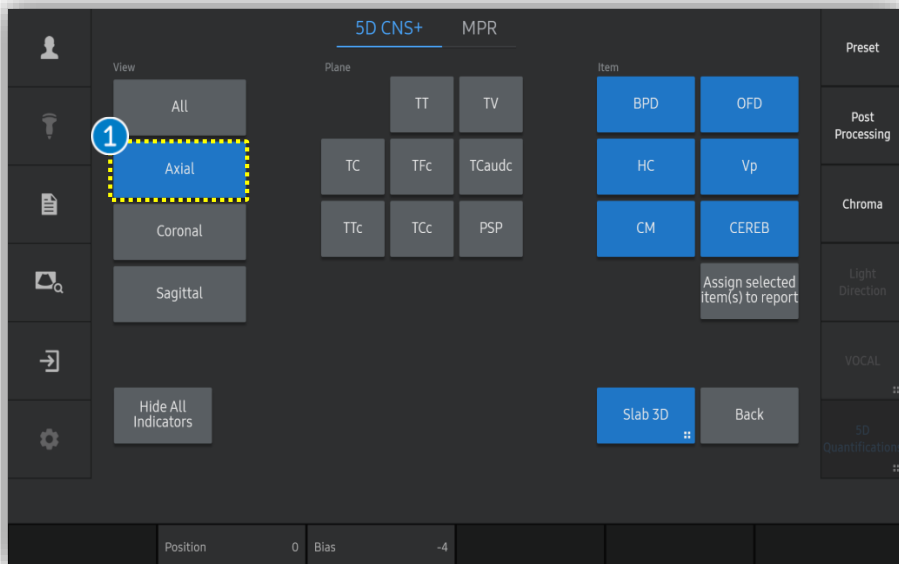 5D CNS+ MPR
Preset
View Plane Item
All TT TV BPD OFD
Post
Processing
1
Axial TC TFc TCaudc HC Vp
Chroma
Coronal TTc TCc PSP CM CEREB
Sagittal
Assign selected
item(s) to report
Light
Direction
VOCAL
Hide All
Indicators
Slab 3D Back
5D
Quantification
Position 0 Bias -4